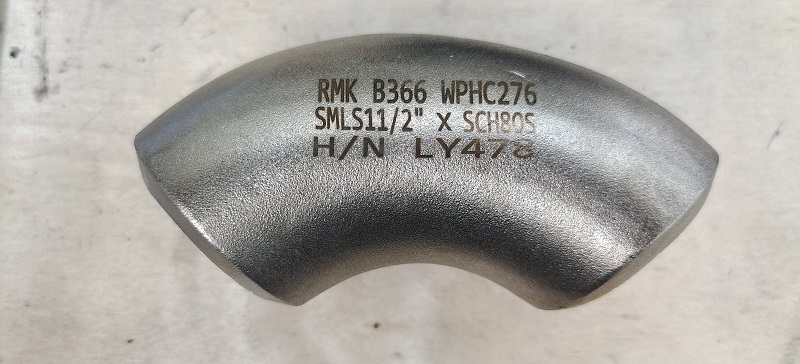 RMK B366 WPHC276
SMLS11/2" X SCH80S
H/N LY478